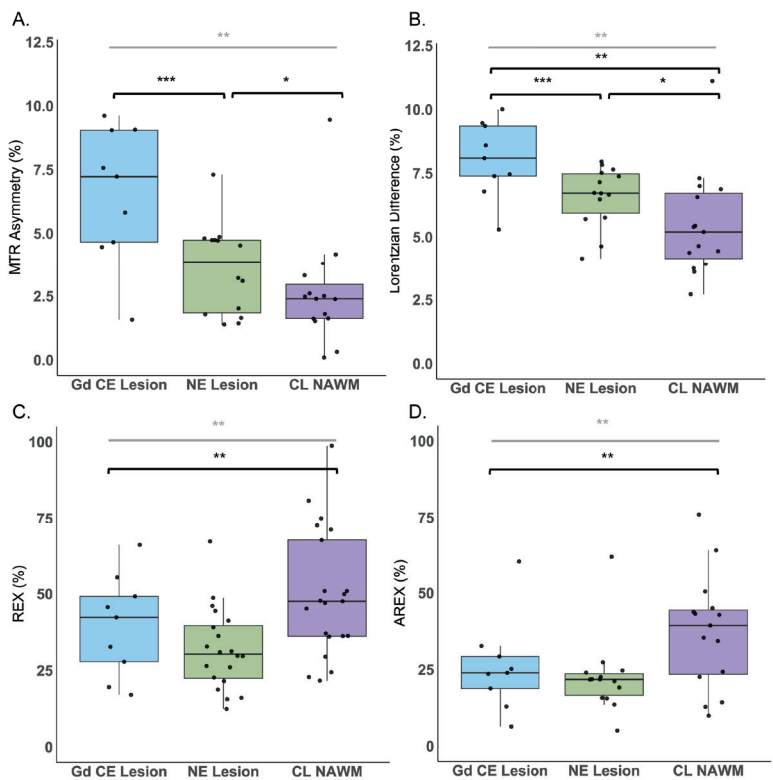 A.
12.5
10.0
7.5
5.0
2.5
0.0
MTR Asymmetry (%)
**
***
*
Gd CE Lesion NE Lesion CL NAWM
B.
12.5
10.0
7.5
5.0
2.5
0.0
Lorentzian Difference (%)
**
**
***
*
Gd CE Lesion NE Lesion CL NAWM
C.
100
75
50
25
0
REX (%)
**
**
Gd CE Lesion NE Lesion CL NAWM
D.
100
75
50
25
0
AREX (%)
**
**
Gd CE Lesion NE Lesion CL NAWM